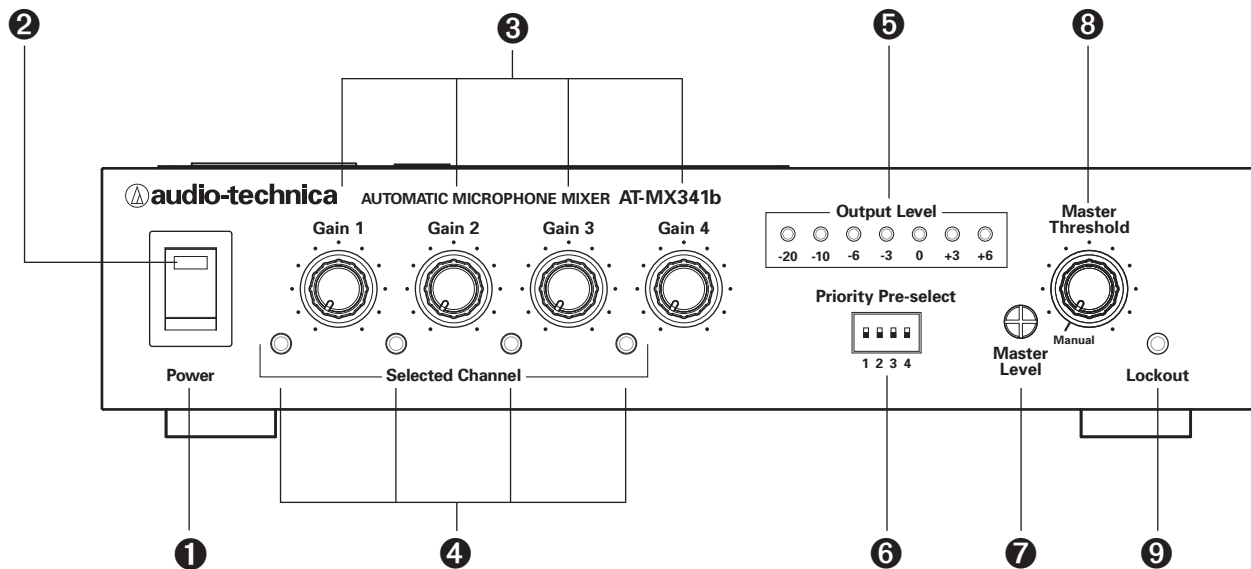 ❷ ❸ ❺ ❽
audio-technica AUTOMATIC MICROPHONE MIXER AT-MX341b
Gain 1 Gain 2 Gain 3 Gain 4
Output Level
-20 -10 -6 -3 0 +3 +6
Master
Threshold
Priority Pre-select
1 2 3 4
Manual
Master
Level
Power
Selected Channel
Lockout
❶ ❹ ❻ ❼ ❾